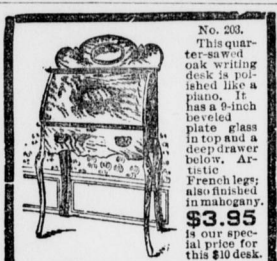 No. 203.
This quar-
ter-sawed
oak writing
desk is pol-
ished like a
piano. It
has a 9-inch
beveled
plate glass
in top and a
deep drawer
below. Ar-
tistic
French legs;
also finished
in mahogany.
$3.95
is our spec-
ial price for
this $10 desk.